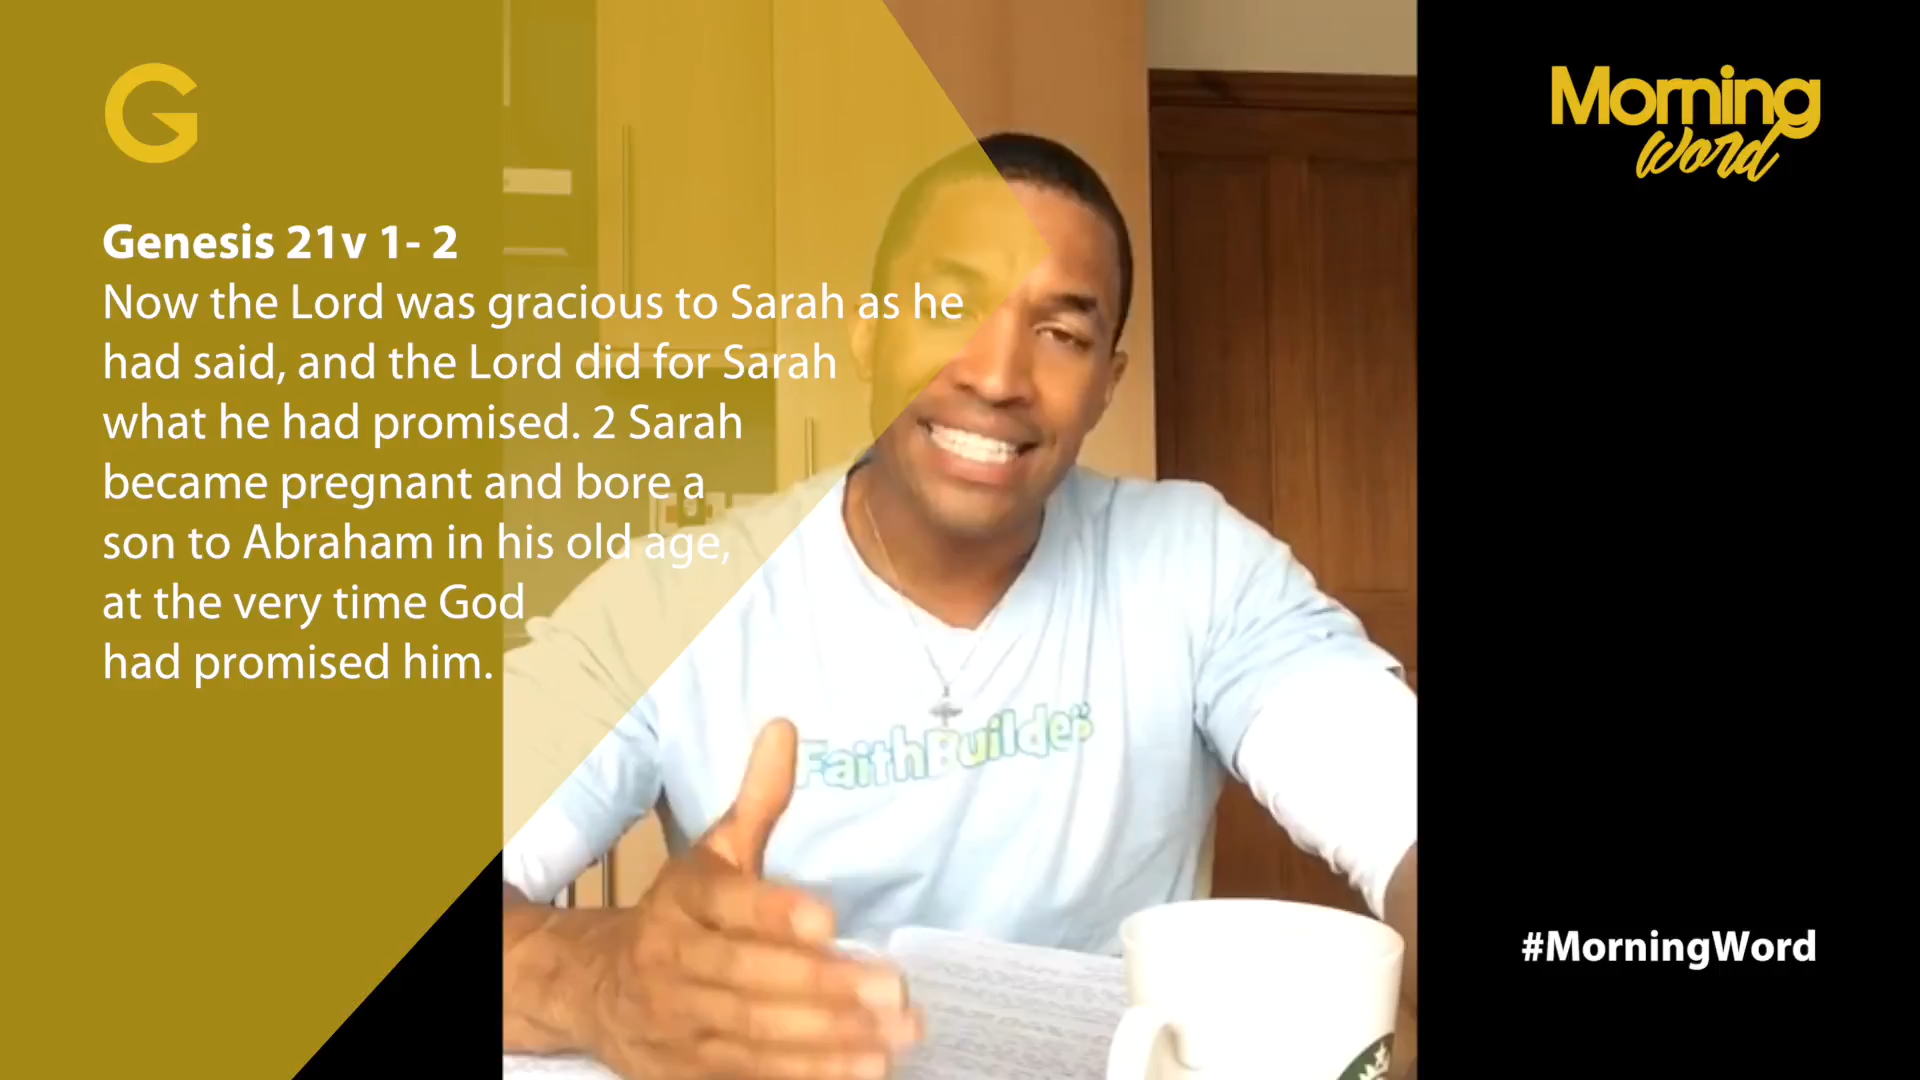 G
Morning
Word
Genesis 21v 1- 2
Now the Lord was gracious to Sarah as he
had said, and the Lord did for Sarah
what he had promised. 2 Sarah
became pregnant and bore a
son to Abraham in his old age,
at the very time God
had promised him.
FaithBuilders
#MorningWord